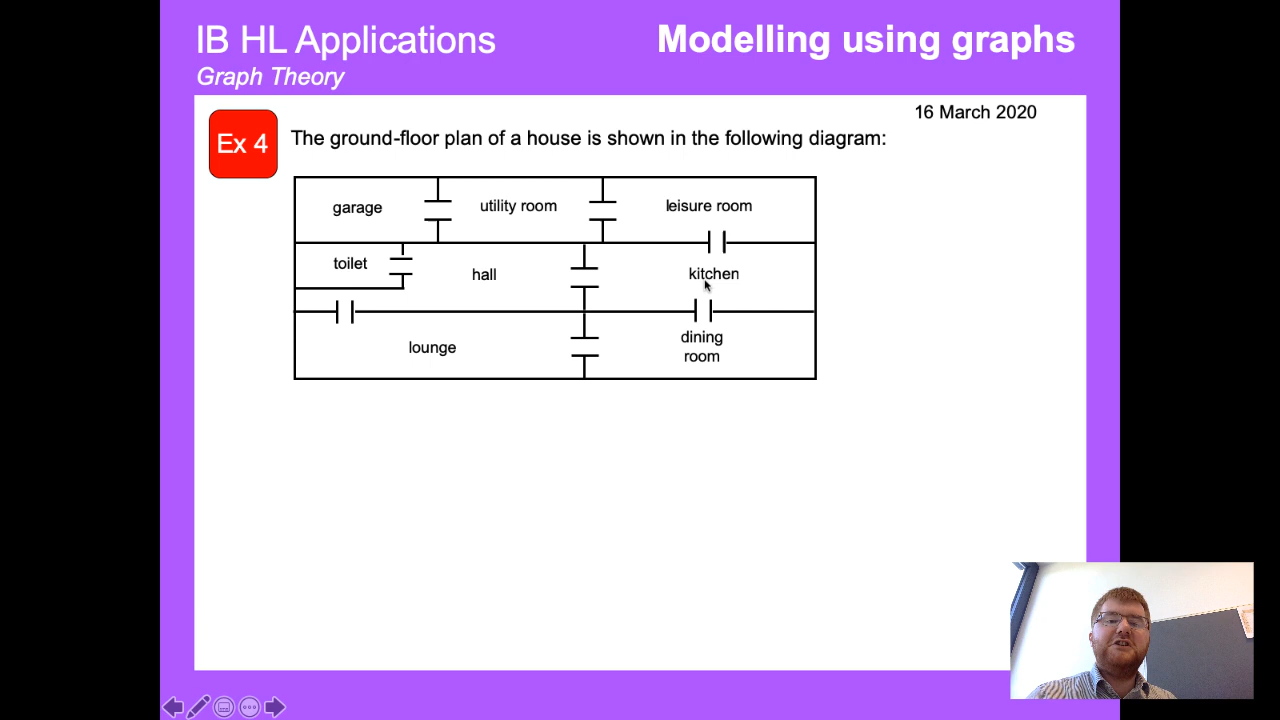 IB HL Applications
Modelling using graphs
Graph Theory
16 March 2020
Ex 4
The ground-floor plan of a house is shown in the following diagram:
garage
utility room
leisure room
toilet
hall
kitchen
lounge
dining
room